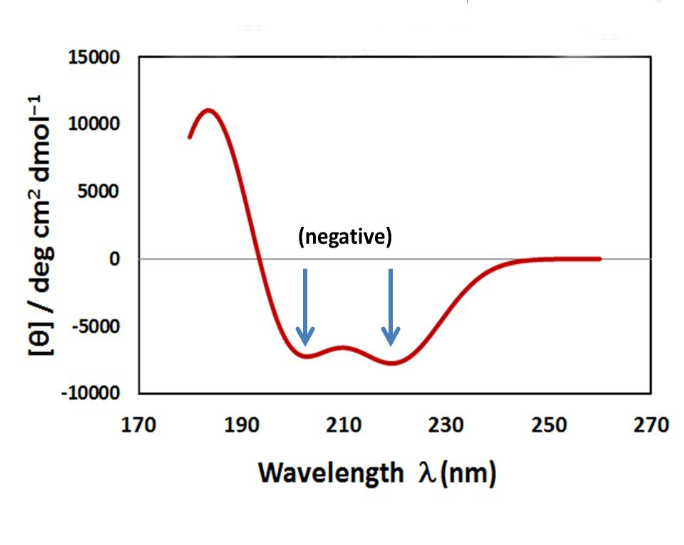 15000
10000
5000
0
-5000
-10000
[θ] / deg cm² dmol⁻¹
(negative)
170 190 210 230 250 270
Wavelength λ (nm)